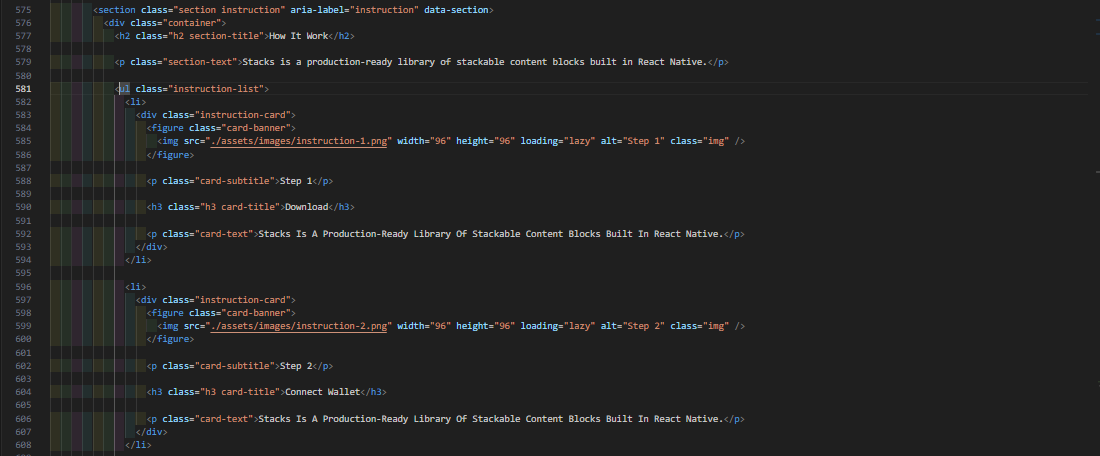 575 <section class="section instruction" aria-label="instruction" data-section>
576 <div class="container">
577 <h2 class="h2 section-title">How It Work</h2>
578
579 <p class="section-text">Stacks is a production-ready library of stackable content blocks built in React Native.</p>
580
581 <ul class="instruction-list">
582 <li>
583 <div class="instruction-card">
584 <figure class="card-banner">
585 <img src="./assets/images/instruction-1.png" width="96" height="96" loading="lazy" alt="Step 1" class="img" />
586 </figure>
587
588 <p class="card-subtitle">Step 1</p>
589
590 <h3 class="h3 card-title">Download</h3>
591
592 <p class="card-text">Stacks Is A Production-Ready Library Of Stackable Content Blocks Built In React Native.</p>
593 </div>
594 </li>
595
596 <li>
597 <div class="instruction-card">
598 <figure class="card-banner">
599 <img src="./assets/images/instruction-2.png" width="96" height="96" loading="lazy" alt="Step 2" class="img" />
600 </figure>
601
602 <p class="card-subtitle">Step 2</p>
603
604 <h3 class="h3 card-title">Connect Wallet</h3>
605
606 <p class="card-text">Stacks Is A Production-Ready Library Of Stackable Content Blocks Built In React Native.</p>
607 </div>
608 </li>